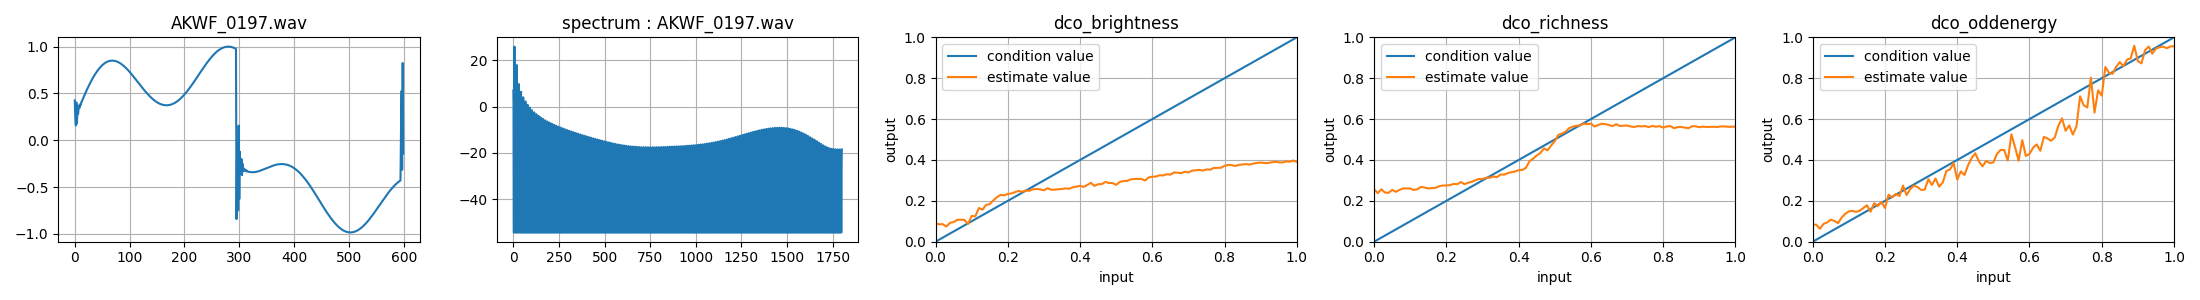 AKWF_0197.wav
1.0
0.5
0.0
−0.5
−1.0
0 100 200 300 400 500 600
spectrum : AKWF_0197.wav
20
0
−20
−40
0 250 500 750 1000 1250 1500 1750
dco_brightness
condition value
estimate value
output
1.0
0.8
0.6
0.4
0.2
0.0
0.0 0.2 0.4 0.6 0.8 1.0
input
dco_richness
condition value
estimate value
output
1.0
0.8
0.6
0.4
0.2
0.0
0.0 0.2 0.4 0.6 0.8 1.0
input
dco_oddenergy
condition value
estimate value
output
1.0
0.8
0.6
0.4
0.2
0.0
0.0 0.2 0.4 0.6 0.8 1.0
input